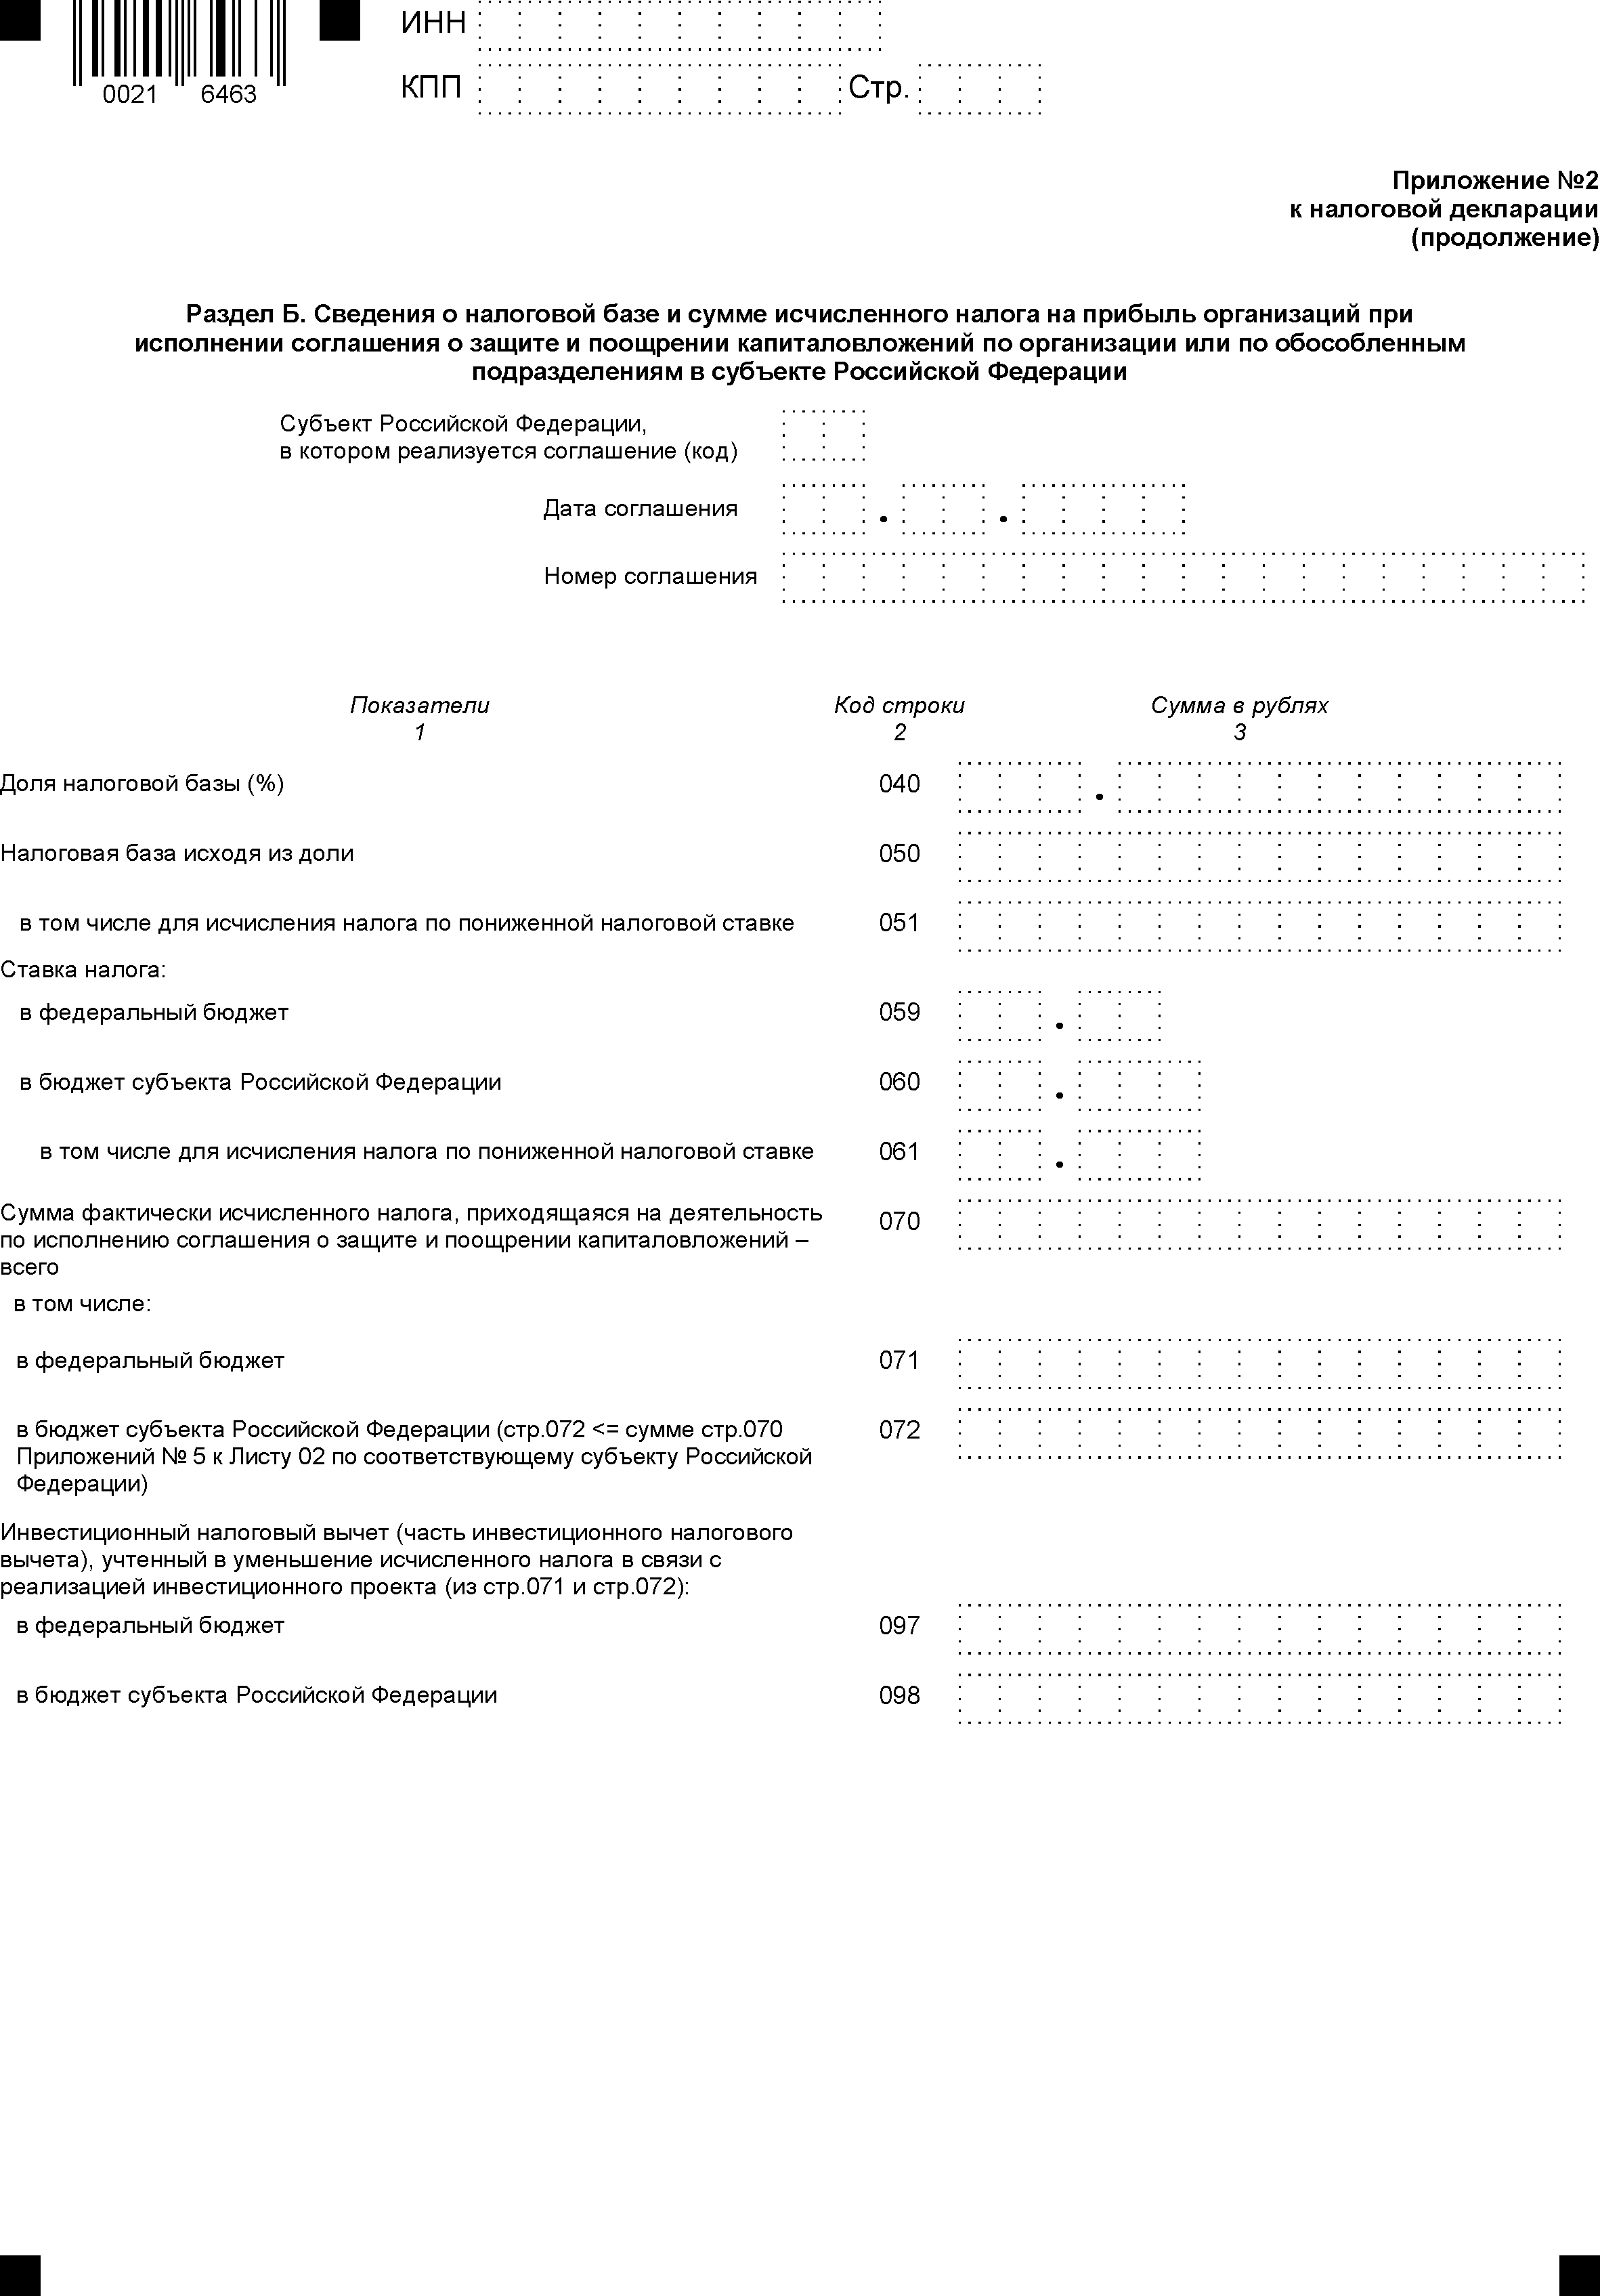 ИНН
0021 6463
КПП Стр.
Приложение №2
к налоговой декларации
(продолжение)
Раздел Б. Сведения о налоговой базе и сумме исчисленного налога на прибыль организаций при
исполнении соглашения о защите и поощрении капиталовложений по организации или по обособленным
подразделениям в субъекте Российской Федерации
Субъект Российской Федерации,
в котором реализуется соглашение (код)
Дата соглашения . .
Номер соглашения
Показатели Код строки Сумма в рублях
1 2 3
Доля налоговой базы (%) 040 .
Налоговая база исходя из доли 050
в том числе для исчисления налога по пониженной налоговой ставке 051
Ставка налога:
в федеральный бюджет 059 .
в бюджет субъекта Российской Федерации 060 .
в том числе для исчисления налога по пониженной налоговой ставке 061 .
Сумма фактически исчисленного налога, приходящаяся на деятельность 070
по исполнению соглашения о защите и поощрении капиталовложений –
всего
в том числе:
в федеральный бюджет 071
в бюджет субъекта Российской Федерации (стр.072 <= сумме стр.070 072
Приложений № 5 к Листу 02 по соответствующему субъекту Российской
Федерации)
Инвестиционный налоговый вычет (часть инвестиционного налогового
вычета), учтенный в уменьшение исчисленного налога в связи с
реализацией инвестиционного проекта (из стр.071 и стр.072):
в федеральный бюджет 097
в бюджет субъекта Российской Федерации 098